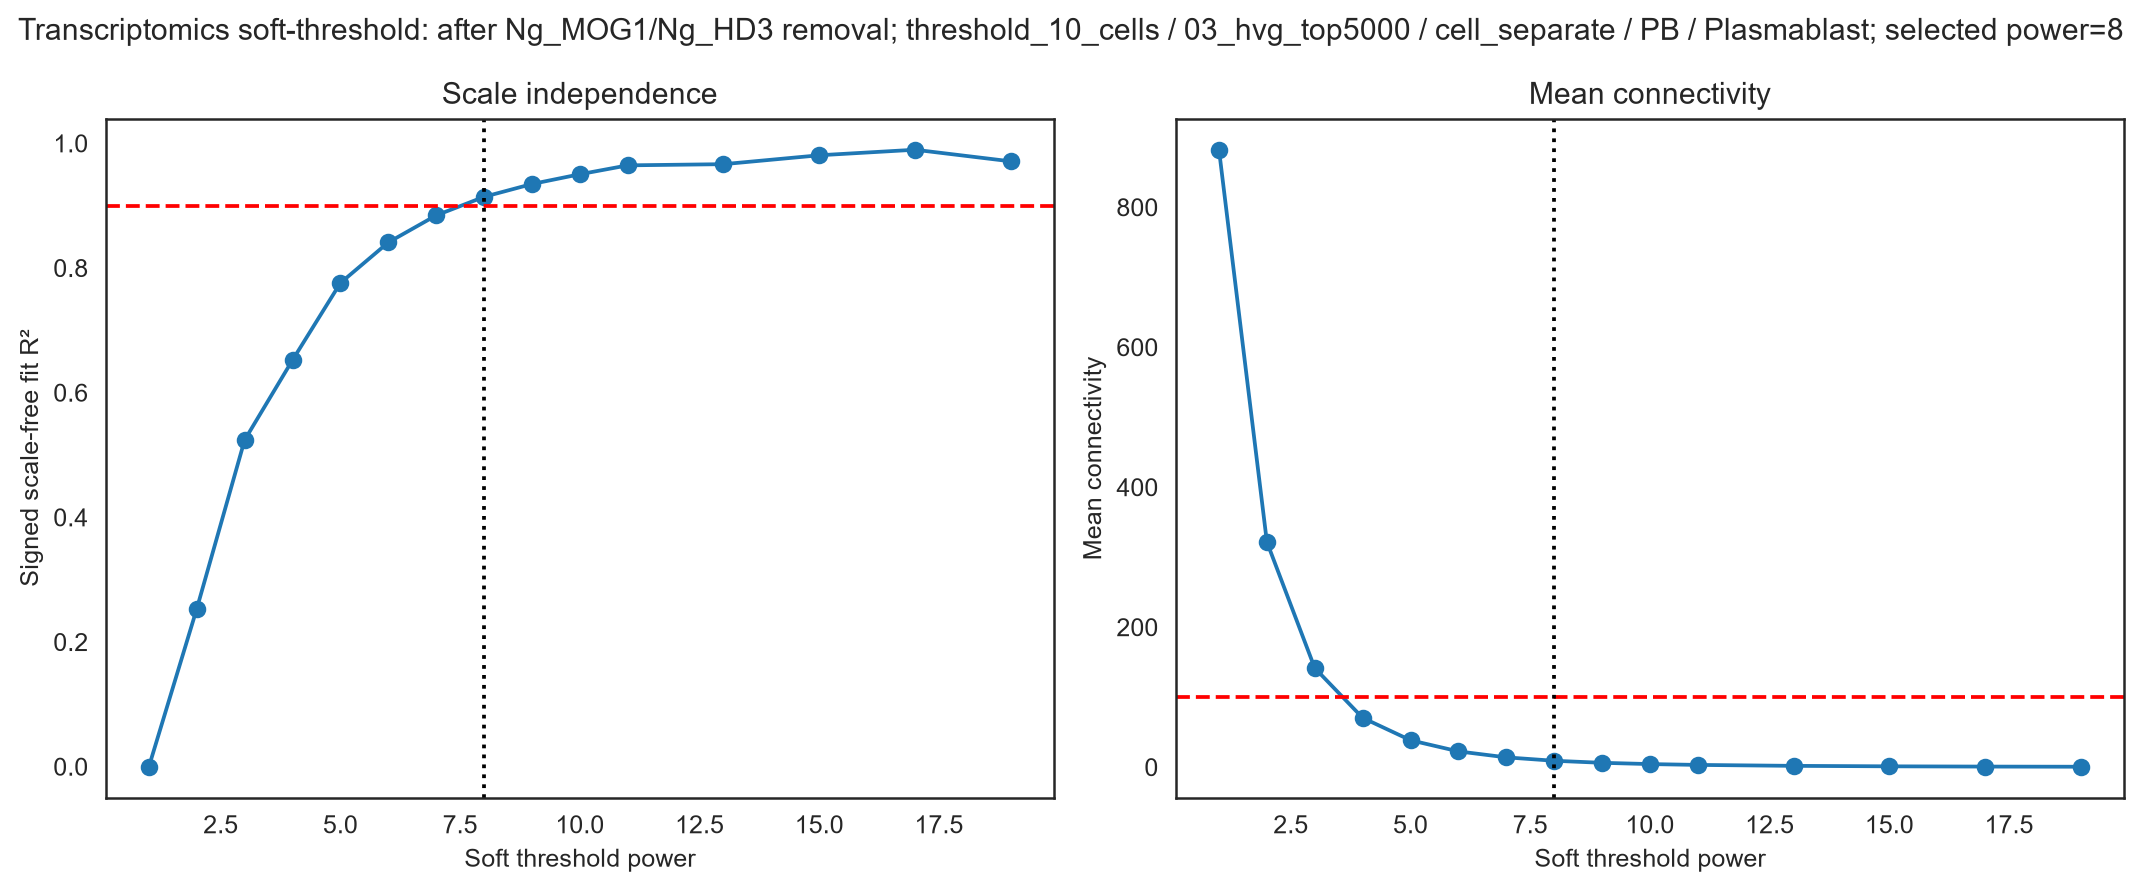 Transcriptomics soft-threshold: after Ng_MOG1/Ng_HD3 removal; threshold_10_cells / 03_hvg_top5000 / cell_separate / PB / Plasmablast; selected power=8
Scale independence
Signed scale-free fit R²
1.0
0.8
0.6
0.4
0.2
0.0
2.5 5.0 7.5 10.0 12.5 15.0 17.5
Soft threshold power
Mean connectivity
Mean connectivity
800
600
400
200
0
2.5 5.0 7.5 10.0 12.5 15.0 17.5
Soft threshold power